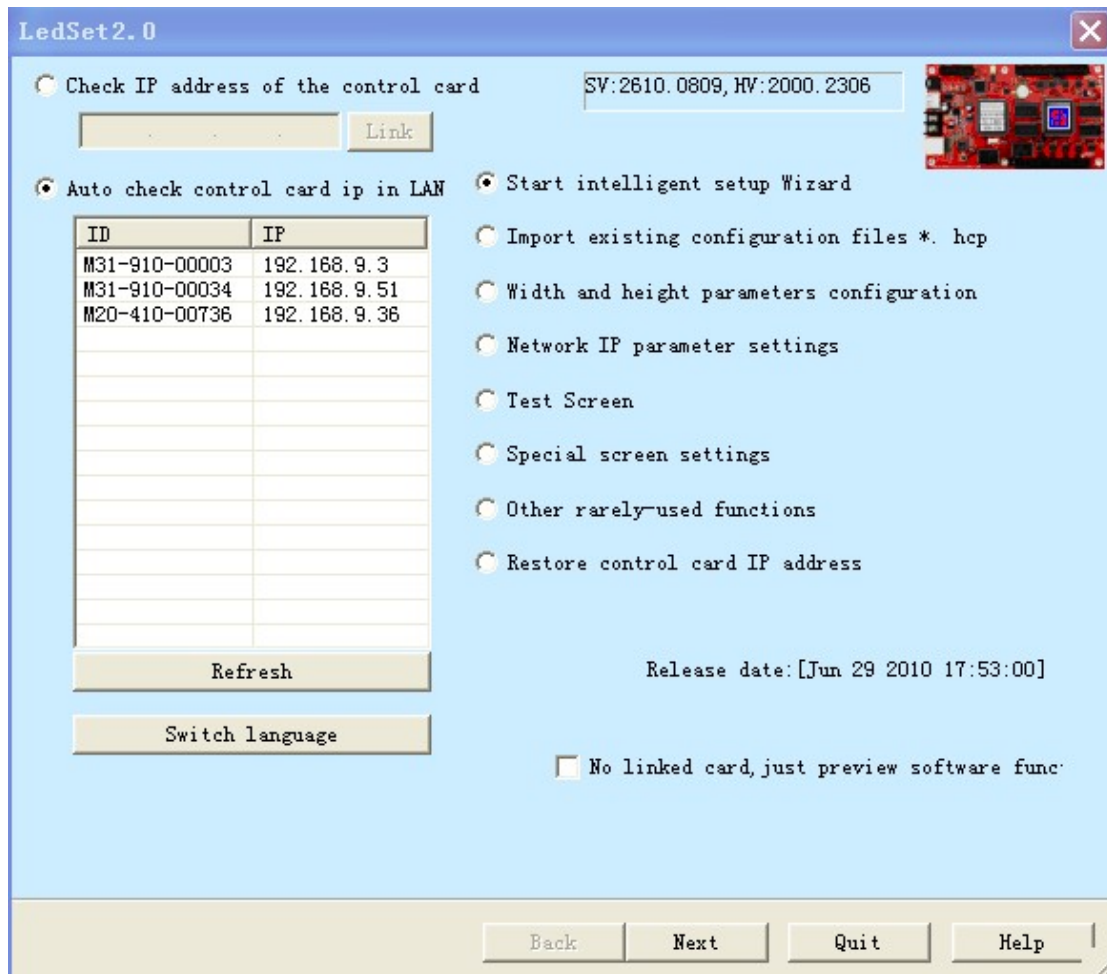 LedSet2.0
Check IP address of the control card
SV:2610.0809, HV:2000.2306
. . .
Link
Auto check control card ip in LAN
ID IP
M31-910-00003 192.168.9.3
M31-910-00034 192.168.9.51
M20-410-00736 192.168.9.36
Refresh
Switch language
Start intelligent setup Wizard
Import existing configuration files *. hcp
Width and height parameters configuration
Network IP parameter settings
Test Screen
Special screen settings
Other rarely-used functions
Restore control card IP address
Release date:[Jun 29 2010 17:53:00]
No linked card, just preview software func
Back Next Quit Help